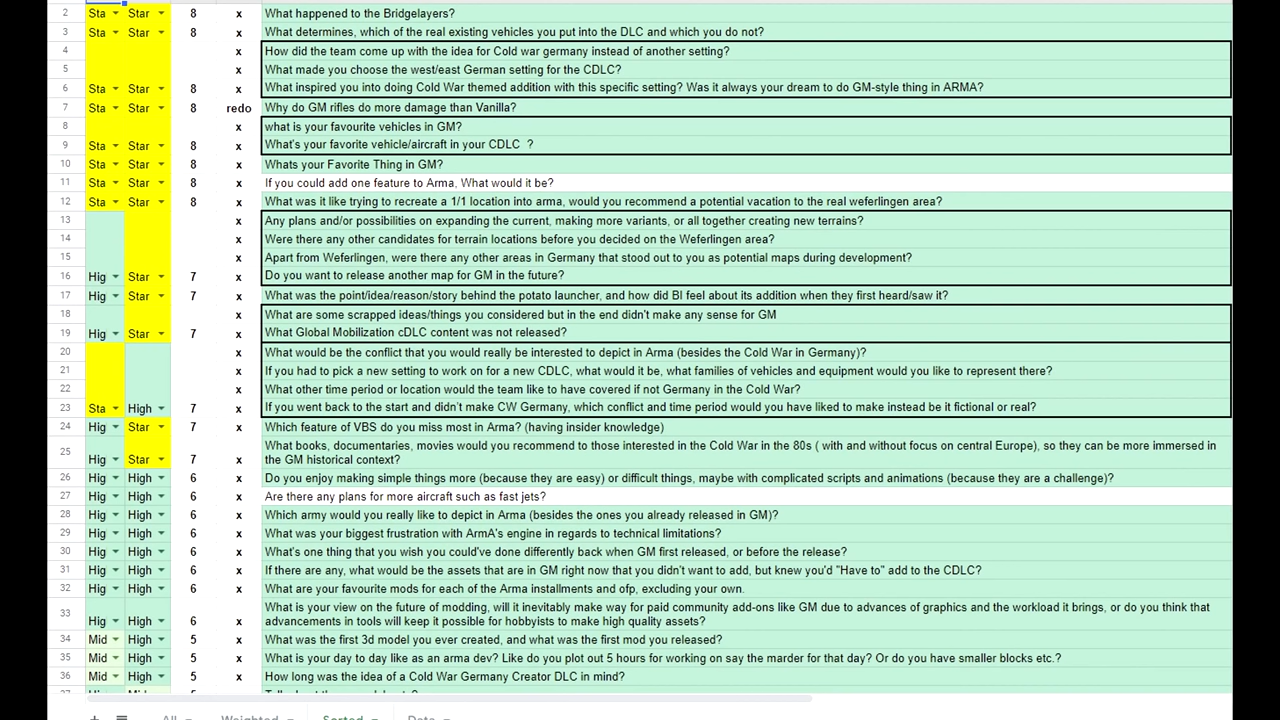 2 Sta Star 8 x What happened to the Bridgelayers?
3 Sta Star 8 x What determines, which of the real existing vehicles you put into the DLC and which you do not?
4 x How did the team come up with the idea for Cold war germany instead of another setting?
5 x What made you choose the west/east German setting for the CDLC?
6 Sta Star 8 x What inspired you into doing Cold War themed addition with this specific setting? Was it always your dream to do GM-style thing in ARMA?
7 Sta Star 8 redo Why do GM rifles do more damage than Vanilla?
8 x what is your favourite vehicles in GM?
9 Sta Star 8 x What's your favorite vehicle/aircraft in your CDLC ?
10 Sta Star 8 x Whats your Favorite Thing in GM?
11 Sta Star 8 x If you could add one feature to Arma, What would it be?
12 Sta Star 8 x What was it like trying to recreate a 1/1 location into arma, would you recommend a potential vacation to the real weferlingen area?
13 x Any plans and/or possibilities on expanding the current, making more variants, or all together creating new terrains?
14 x Were there any other candidates for terrain locations before you decided on the Weferlingen area?
15 x Apart from Weferlingen, were there any other areas in Germany that stood out to you as potential maps during development?
16 Hig Star 7 x Do you want to release another map for GM in the future?
17 Hig Star 7 x What was the point/idea/reason/story behind the potato launcher, and how did BI feel about its addition when they first heard/saw it?
18 x What are some scrapped ideas/things you considered but in the end didn't make any sense for GM
19 Hig Star 7 x What Global Mobilization cDLC content was not released?
20 x What would be the conflict that you would really be interested to depict in Arma (besides the Cold War in Germany)?
21 x If you had to pick a new setting to work on for a new CDLC, what would it be, what families of vehicles and equipment would you like to represent there?
22 x What other time period or location would the team like to have covered if not Germany in the Cold War?
23 Sta High 7 x If you went back to the start and didn't make CW Germany, which conflict and time period would you have liked to make instead be it fictional or real?
24 Hig Star 7 x Which feature of VBS do you miss most in Arma? (having insider knowledge)
25 Hig Star 7 x What books, documentaries, movies would you recommend to those interested in the Cold War in the 80s ( with and without focus on central Europe), so they can be more immersed
in the GM historical context?
26 Hig High 6 x Do you enjoy making simple things more (because they are easy) or difficult things, maybe with complicated scripts and animations (because they are a challenge)?
27 Hig High 6 x Are there any plans for more aircraft such as fast jets?
28 Hig High 6 x Which army would you really like to depict in Arma (besides the ones you already released in GM)?
29 Hig High 6 x What was your biggest frustration with ArmA's engine in regards to technical limitations?
30 Hig High 6 x What's one thing that you wish you could've done differently back when GM first released, or before the release?
31 Hig High 6 x If there are any, what would be the assets that are in GM right now that you didn't want to add, but knew you'd "Have to" add to the CDLC?
32 Hig High 6 x What are your favourite mods for each of the Arma installments and ofp, excluding your own.
33 Hig High 6 x What is your view on the future of modding, will it inevitably make way for paid community add-ons like GM due to advances of graphics and the workload it brings, or do you think that
advancements in tools will keep it possible for hobbyists to make high quality assets?
34 Mid High 5 x What was the first 3d model you ever created, and what was the first mod you released?
35 Mid High 5 x What is your day to day like as an arma dev? Like do you plot out 5 hours for working on say the marder for that day? Or do you have smaller blocks etc.?
36 Mid High 5 x How long was the idea of a Cold War Germany Creator DLC in mind?
All Weighted Sorted Data